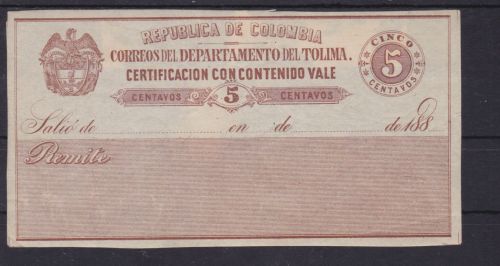 REPUBLICA DE COLOMBIA
CORREOS DEL DEPARTAMENTO DEL TOLIMA.
CERTIFICACION CON CONTENIDO VALE
CENTAVOS 5 CENTAVOS
CINCO
5
CENTAVOS
Salió de en de de 188
Remite